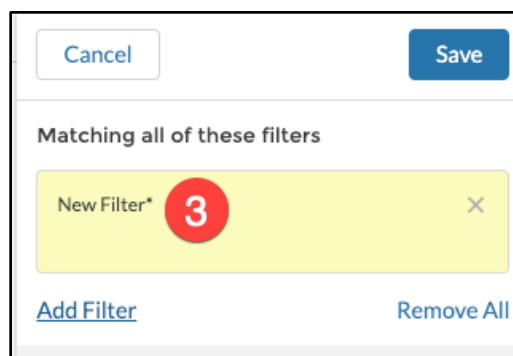 Cancel
Save
Matching all of these filters
New Filter* 3
Add Filter
Remove All